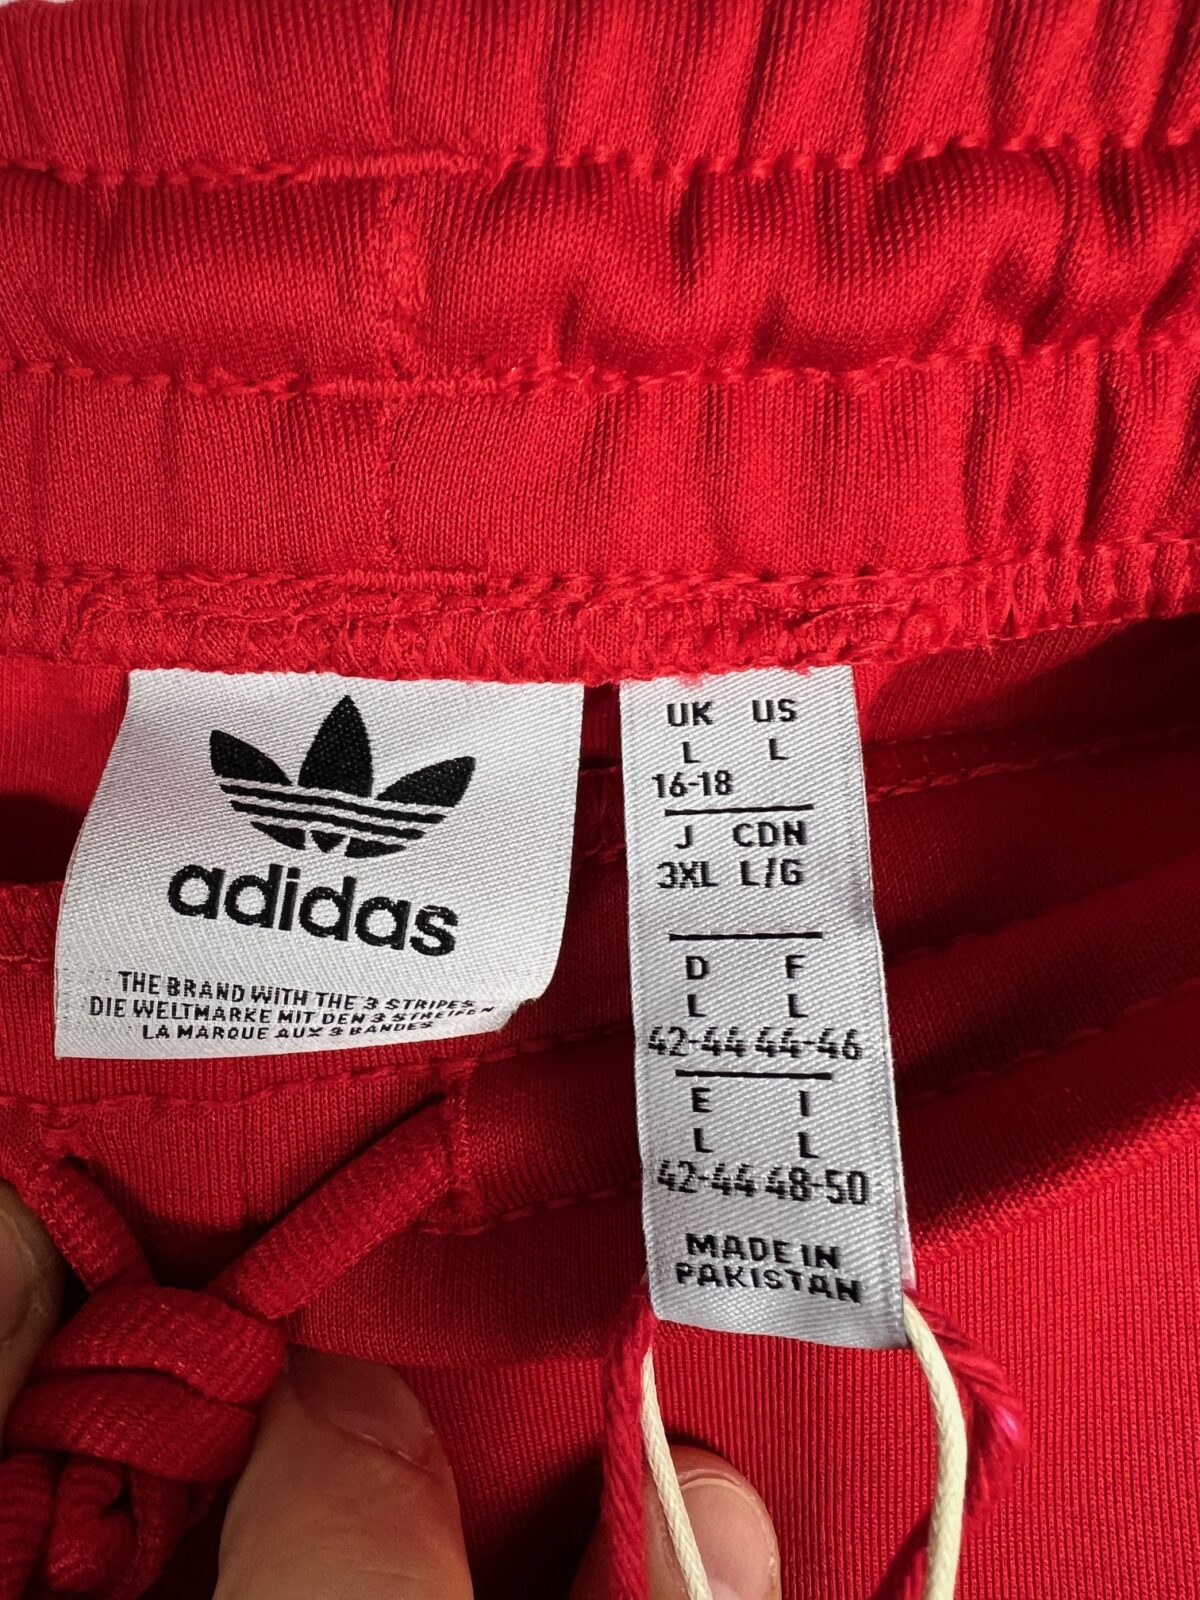 adidas
THE BRAND WITH THE 3 STRIPES
DIE WELTMARKE MIT DEN 3 STREIFEN
LA MARQUE AUX 3 BANDES
UK US
L L
16-18
J CDN
3XL L/G
D F
L L
42-44 44-46
E I
L L
42-44 48-50
MADE IN
PAKISTAN